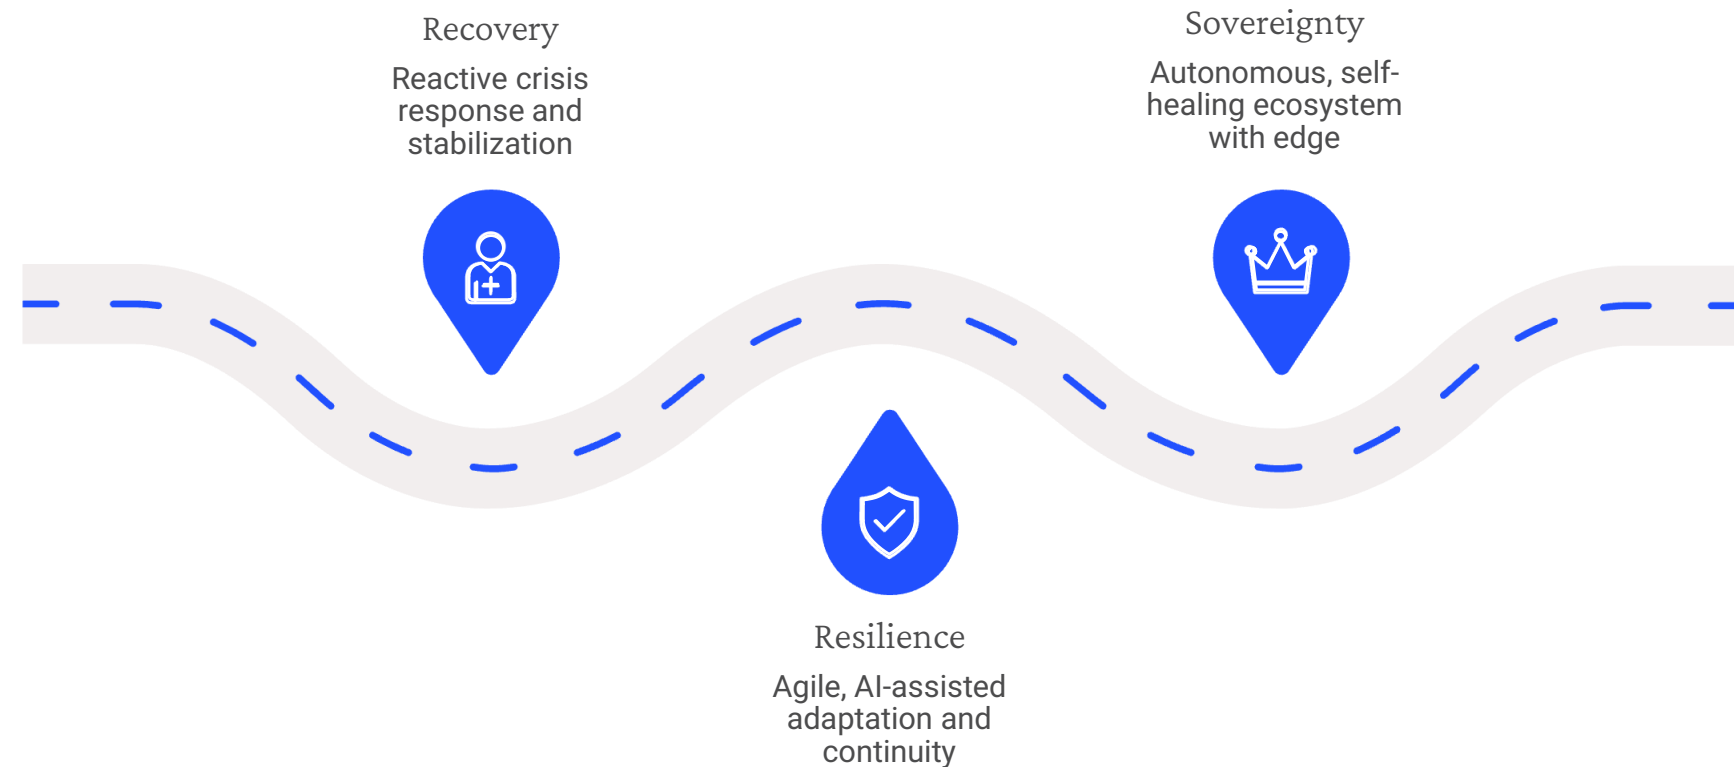 Recovery
Reactive crisis
response and
stabilization
Sovereignty
Autonomous, self-
healing ecosystem
with edge
Resilience
Agile, AI-assisted
adaptation and
continuity